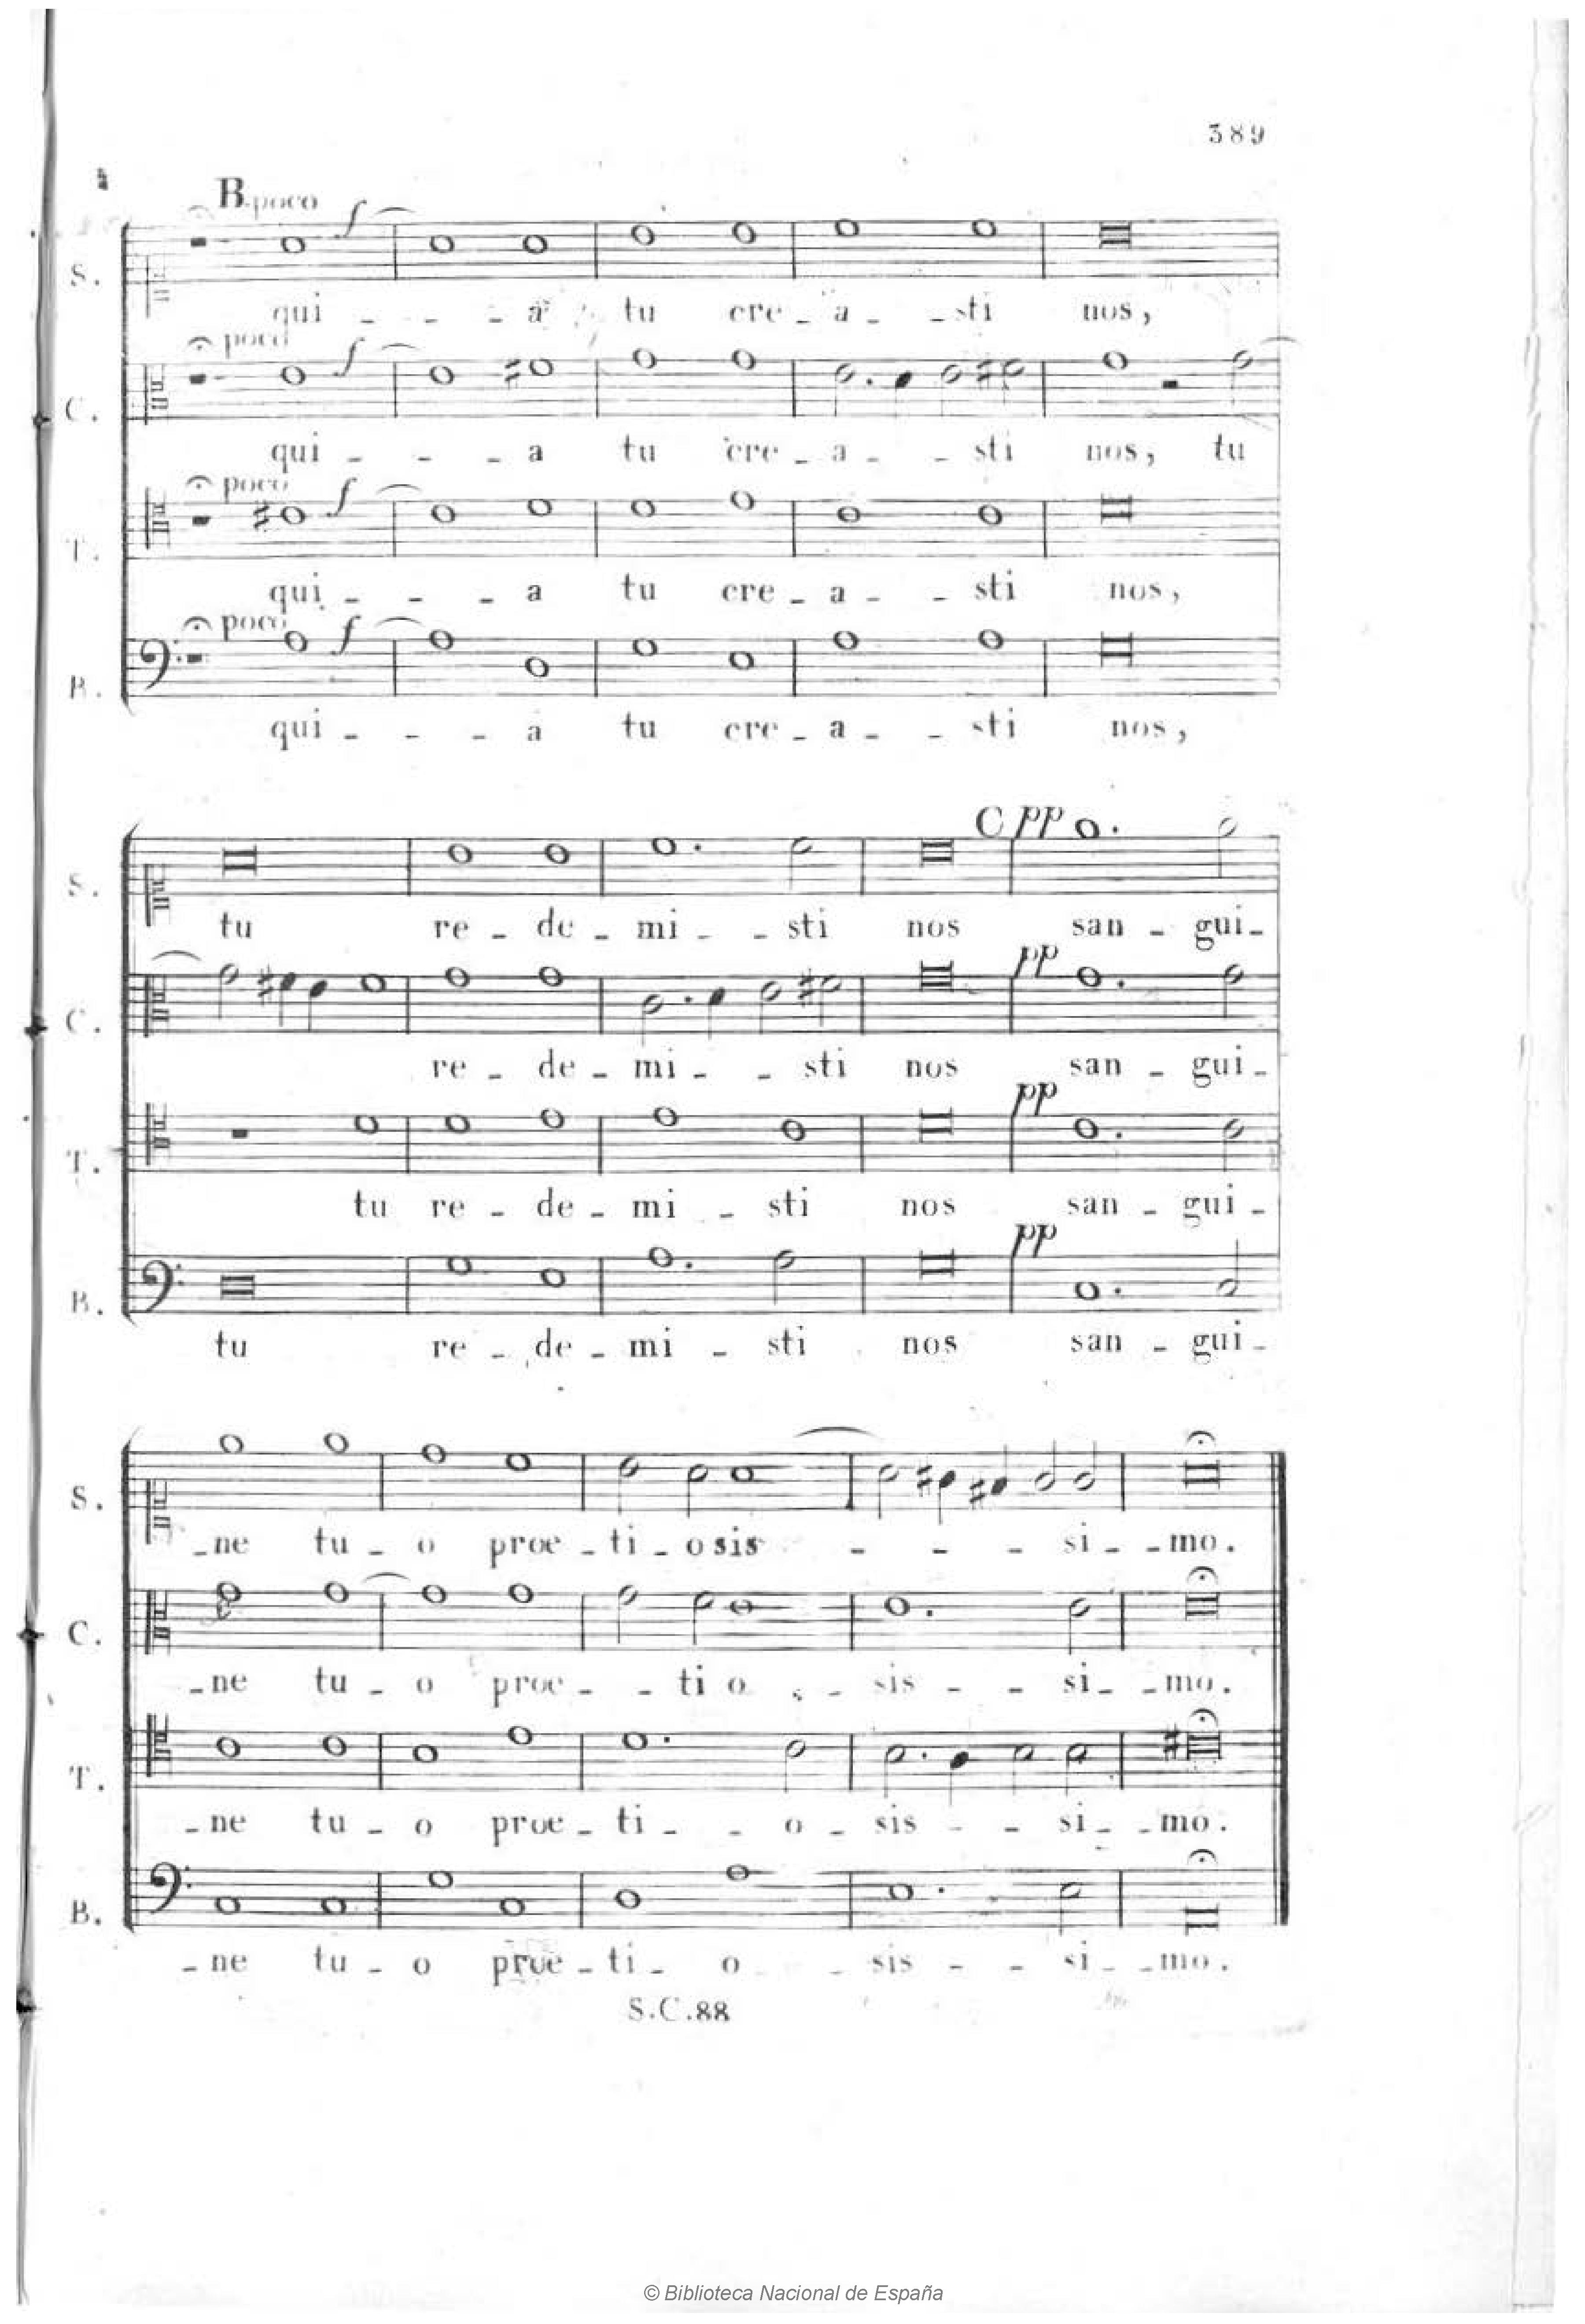 389
B. poco f
S.
qui - - - a tu cre - a - - sti nos,
poco f
C.
qui - - - a tu cre - a - - sti nos, tu
poco f
T.
qui - - - a tu cre - a - - sti nos,
poco f
B.
qui - - - a tu cre - a - - sti nos,
C pp
S.
tu re - de - mi - - sti nos san - gui -
pp
C.
re - de - mi - - sti nos san - gui -
pp
T.
tu re - de - mi - sti nos san - gui -
pp
B.
tu re - de - mi - sti nos san - gui -
S.
- ne tu - o proe - ti - o sis - - - si - - mo.
C.
- ne tu - o proe - - ti o - - sis - - si - - mo.
T.
- ne tu - o proe - ti - - o - sis - - si - - mo.
B.
- ne tu - o proe - ti - o - sis - - si - - mo.
S.C.88
© Biblioteca Nacional de España